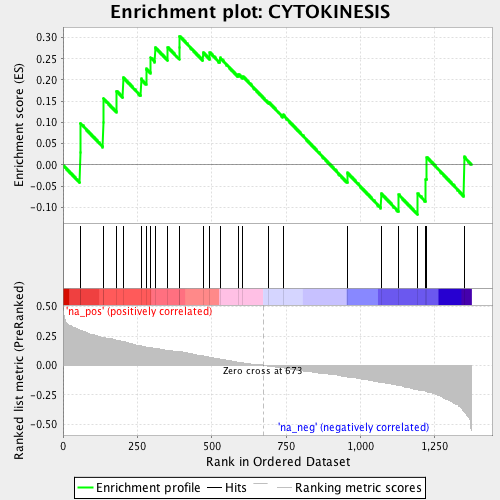 Enrichment plot: CYTOKINESIS
Enrichment score (ES)
0.30
0.25
0.20
0.15
0.10
0.05
0.00
-0.05
-0.10
Ranked list metric (PreRanked)
0.50
0.25
0.00
-0.25
-0.50
'na_pos' (positively correlated)
Zero cross at 673
'na_neg' (negatively correlated)
0
250
500
750
1,000
1,250
Rank in Ordered Dataset
Enrichment profile
Hits
Ranking metric scores